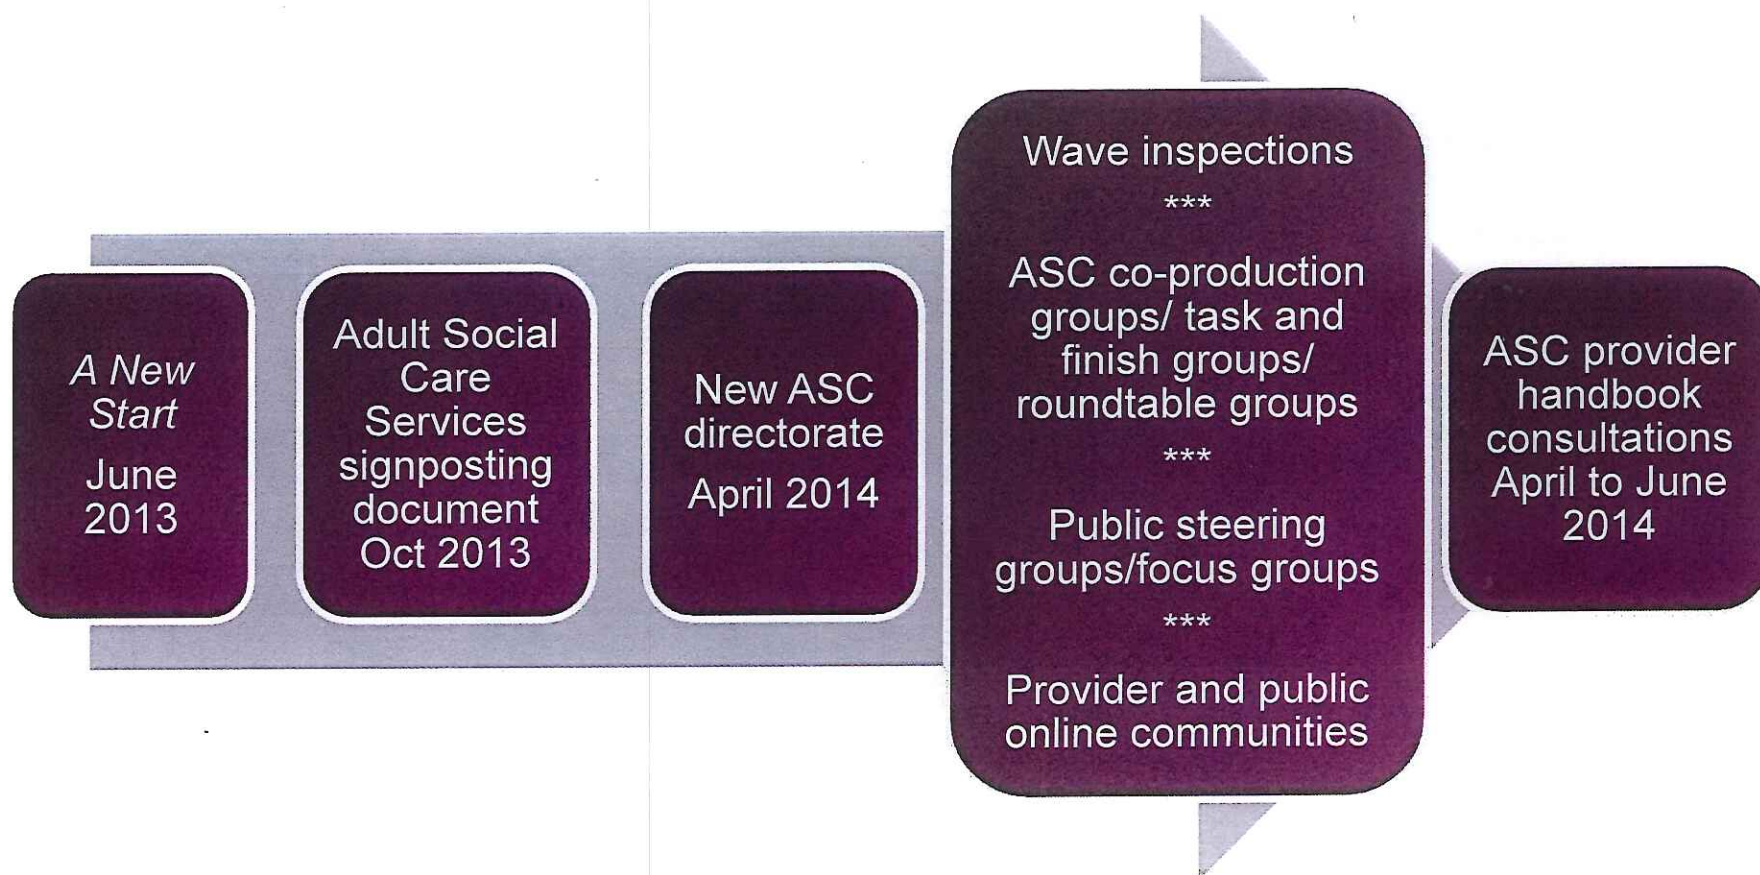 A New
Start
June
2013
Adult Social
Care
Services
signposting
document
Oct 2013
New ASC
directorate
April 2014
Wave inspections
***
ASC co-production
groups/ task and
finish groups/
roundtable groups
***
Public steering
groups/focus groups
***
Provider and public
online communities
ASC provider
handbook
consultations
April to June
2014